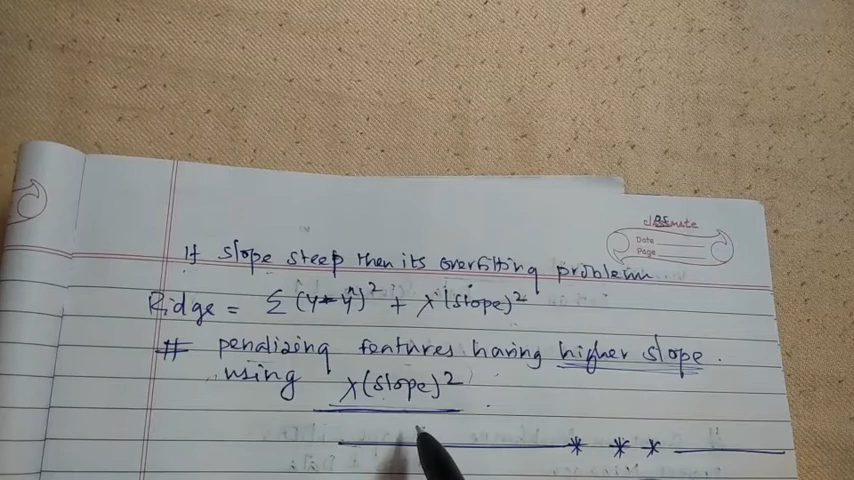 classmate
Date
Page
If slope steep then its overfitting problem
Ridge = Σ (y - ŷ)² + λ(slope)²
# penalizing features having higher slope.
using λ(slope)²